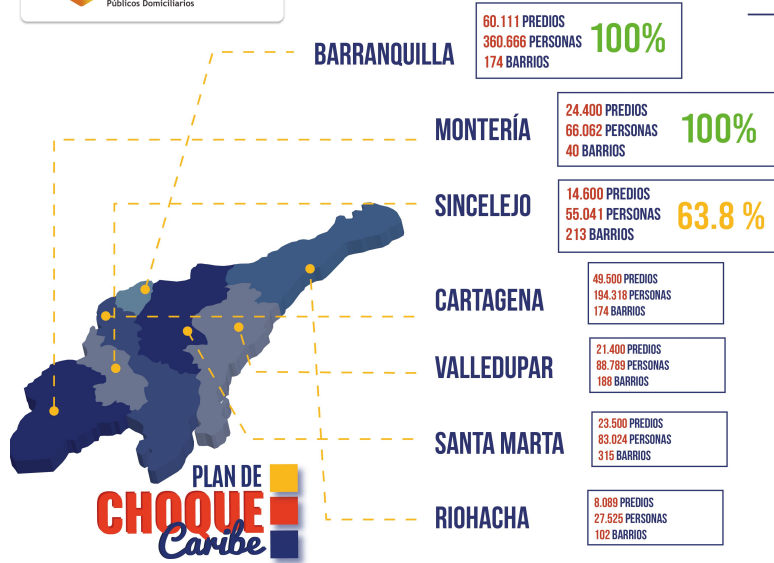 Públicos Domiciliarios
BARRANQUILLA
60.111 PREDIOS
360.666 PERSONAS
174 BARRIOS
100%
MONTERÍA
24.400 PREDIOS
66.062 PERSONAS
40 BARRIOS
100%
SINCELEJO
14.600 PREDIOS
55.041 PERSONAS
213 BARRIOS
63.8 %
CARTAGENA
49.500 PREDIOS
194.318 PERSONAS
174 BARRIOS
VALLEDUPAR
21.400 PREDIOS
88.789 PERSONAS
188 BARRIOS
SANTA MARTA
23.500 PREDIOS
83.024 PERSONAS
315 BARRIOS
RIOHACHA
8.089 PREDIOS
27.525 PERSONAS
102 BARRIOS
PLAN DE
CHOQUE
Caribe